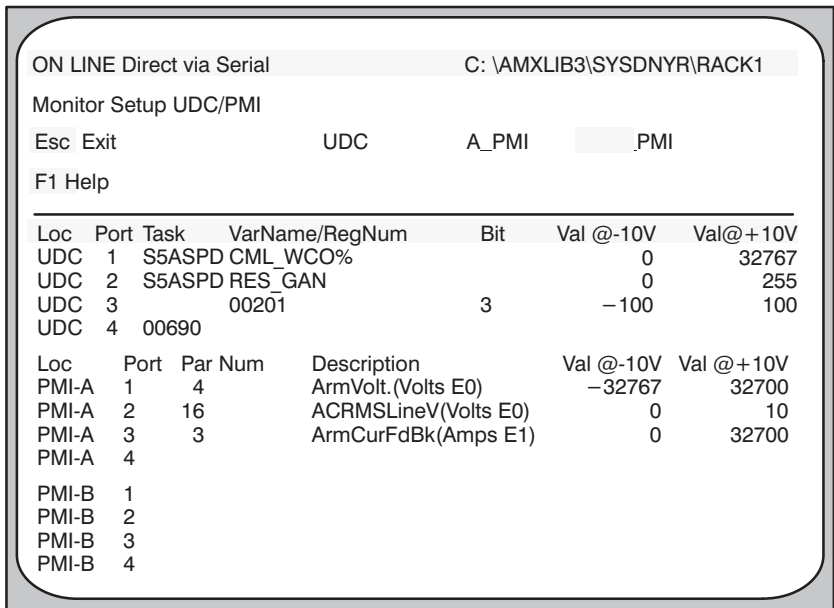 ON LINE Direct via Serial C: \AMXLIB3\SYSDNYR\RACK1
Monitor Setup UDC/PMI
Esc Exit UDC A_PMI _PMI
F1 Help
Loc Port Task VarName/RegNum Bit Val @-10V Val@+10V
UDC 1 S5ASPD CML_WCO% 0 32767
UDC 2 S5ASPD RES_GAN 0 255
UDC 3 00201 3 −100 100
UDC 4 00690
Loc Port Par Num Description Val @-10V Val @+10V
PMI-A 1 4 ArmVolt.(Volts E0) −32767 32700
PMI-A 2 16 ACRMSLineV(Volts E0) 0 10
PMI-A 3 3 ArmCurFdBk(Amps E1) 0 32700
PMI-A 4
PMI-B 1
PMI-B 2
PMI-B 3
PMI-B 4